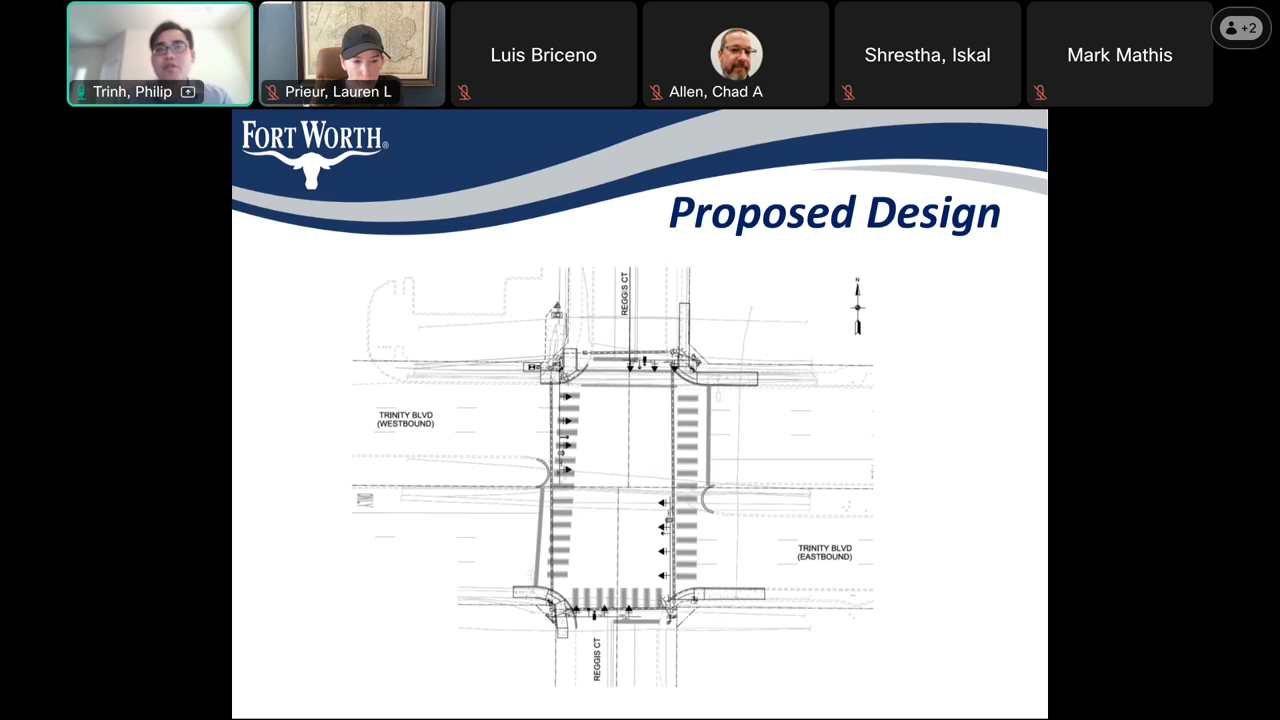 Trinh, Philip
Prieur, Lauren L
Luis Briceno
Allen, Chad A
Shrestha, Iskal
Mark Mathis
+2
FORT WORTH®
Proposed Design
REGGIS CT
N
TRINITY BLVD
(WESTBOUND)
TRINITY BLVD
(EASTBOUND)
REGGIS CT